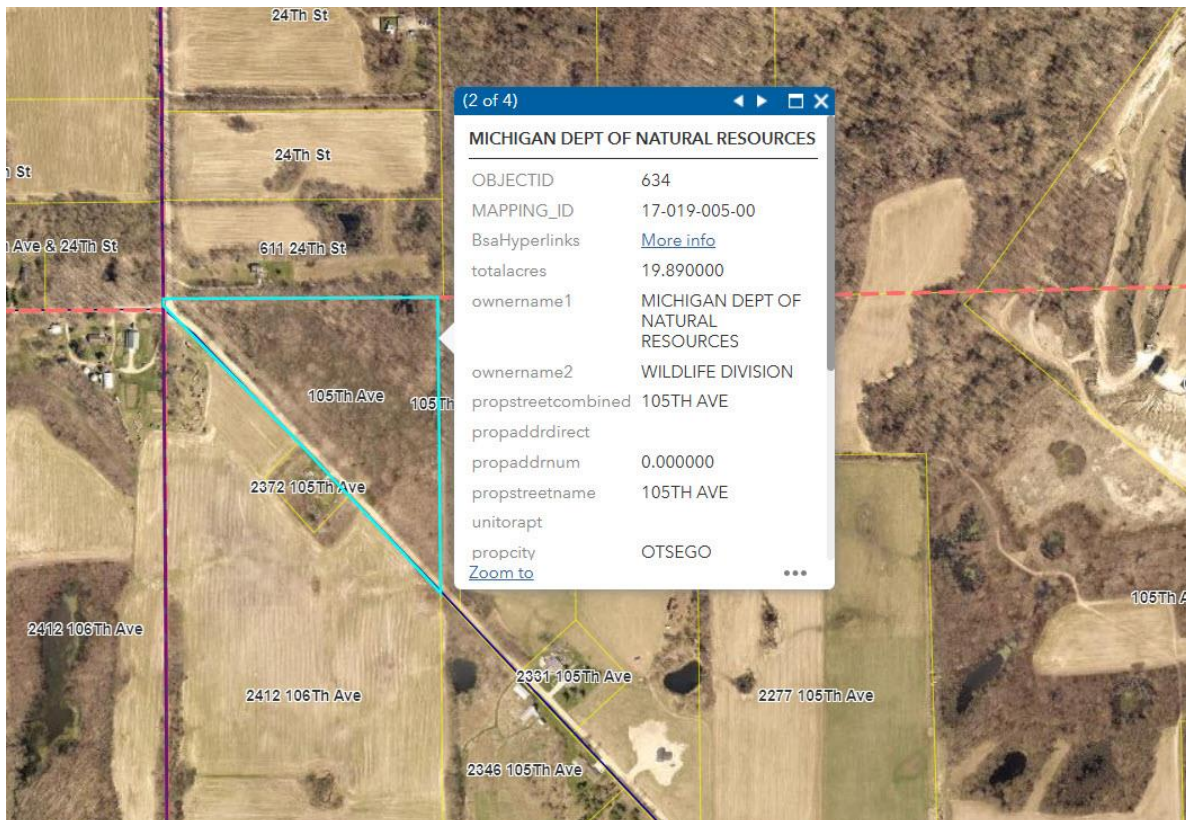 24Th St
24Th St
St
Ave & 24Th St
611 24Th St
105Th Ave
105Th
2372 105Th Ave
2412 106Th Ave
2412 106Th Ave
2331 105Th Ave
2277 105Th Ave
2346 105Th Ave
105Th
(2 of 4)
MICHIGAN DEPT OF NATURAL RESOURCES
OBJECTID 634
MAPPING_ID 17-019-005-00
BsaHyperlinks More info
totalacres 19.890000
ownername1 MICHIGAN DEPT OF
NATURAL
RESOURCES
ownername2 WILDLIFE DIVISION
propstreetcombined 105TH AVE
propaddrdirect
propaddrnum 0.000000
propstreetname 105TH AVE
unitorapt
propcity OTSEGO
Zoom to